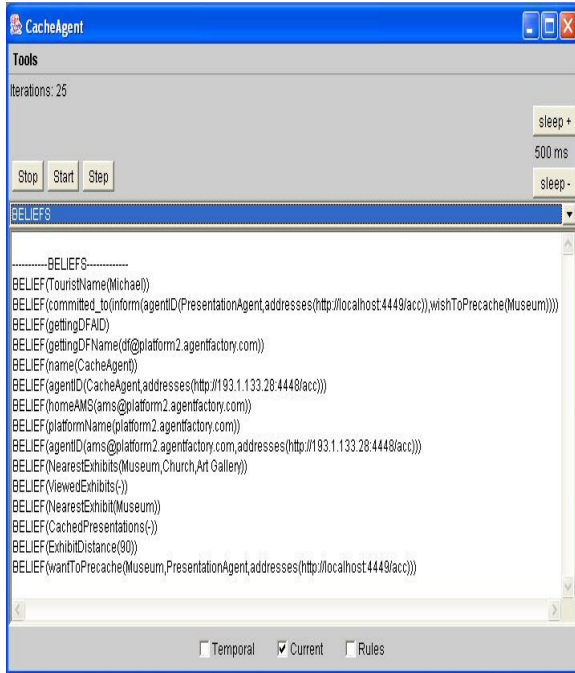 CacheAgent
Tools
Iterations: 25
sleep +
500 ms
Stop Start Step
sleep -
BELIEFS
-----------BELIEFS-------------
BELIEF(TouristName(Michael))
BELIEF(committed_to(inform(agentID(PresentationAgent,addresses(http://localhost:4449/acc)),wishToPrecache(Museum))))
BELIEF(gettingDFAID)
BELIEF(gettingDFName(df@platform2.agentfactory.com))
BELIEF(name(CacheAgent))
BELIEF(agentID(CacheAgent,addresses(http://193.1.133.28:4448/acc)))
BELIEF(homeAMS(ams@platform2.agentfactory.com))
BELIEF(platformName(platform2.agentfactory.com))
BELIEF(agentID(ams@platform2.agentfactory.com,addresses(http://193.1.133.28:4448/acc)))
BELIEF(NearestExhibits(Museum,Church,Art Gallery))
BELIEF(ViewedExhibits(-))
BELIEF(NearestExhibit(Museum))
BELIEF(CachedPresentations(-))
BELIEF(ExhibitDistance(90))
BELIEF(wantToPrecache(Museum,PresentationAgent,addresses(http://localhost:4449/acc)))
Temporal Current Rules